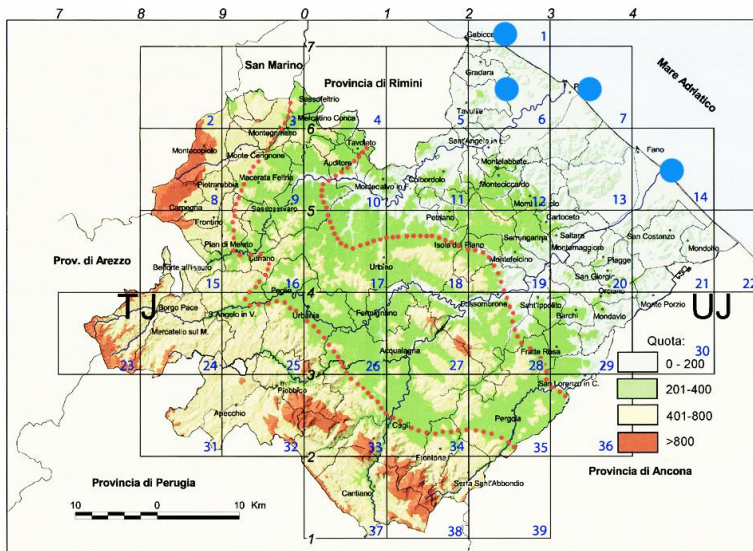 7 8 9 0 1 2 3 4 5
Gabicce
1
7
Gradara
San Marino
Provincia di Rimini
Mare Adriatico
Sassofeltrio
Mercatino Conca
Tavullia
2
3
4
5
6
7
Montegrimano
6
Tavoleto
Sant'Angelo in L.
Fano
Montecopiolo
Monte Cerignone
Auditore
Montelabbate
Macerata Feltria
Colbordolo
Pietrarubbia
Montecalvo in F.
Monteciccardo
8
9
10
11
12
13
14
Carpegna
Sassocorvaro
Mombaroccio
Frontino
5
Petriano
Cartoceto
San Costanzo
Serrungarina
Saltara
Pian di Meleto
Isola del Piano
Montemaggiore
Mondolfo
Prov. di Arezzo
Lunano
Montefelcino
Piagge
Belforte all'Isauro
Urbino
San Giorgio
15
16
17
18
19
20
21
22
Peglio
4
Orciano
TJ
UJ
Borgo Pace
Fossombrone
Sant'Ippolito
Monte Porzio
S.Angelo in V.
Urbania
Fermignano
Barchi
Mondavio
Mercatello sul M.
Quota:
Acqualagna
Fratte Rosa
23
24
25
26
27
28
29
30
0 - 200
3
San Lorenzo in C.
Piobbico
201-400
Apecchio
Pergola
401-800
Cagli
31
32
33
34
35
36
>800
2
Frontone
Provincia di Ancona
Provincia di Perugia
Serra Sant'Abbondio
Cantiano
10 0 10 Km
37
38
39
1